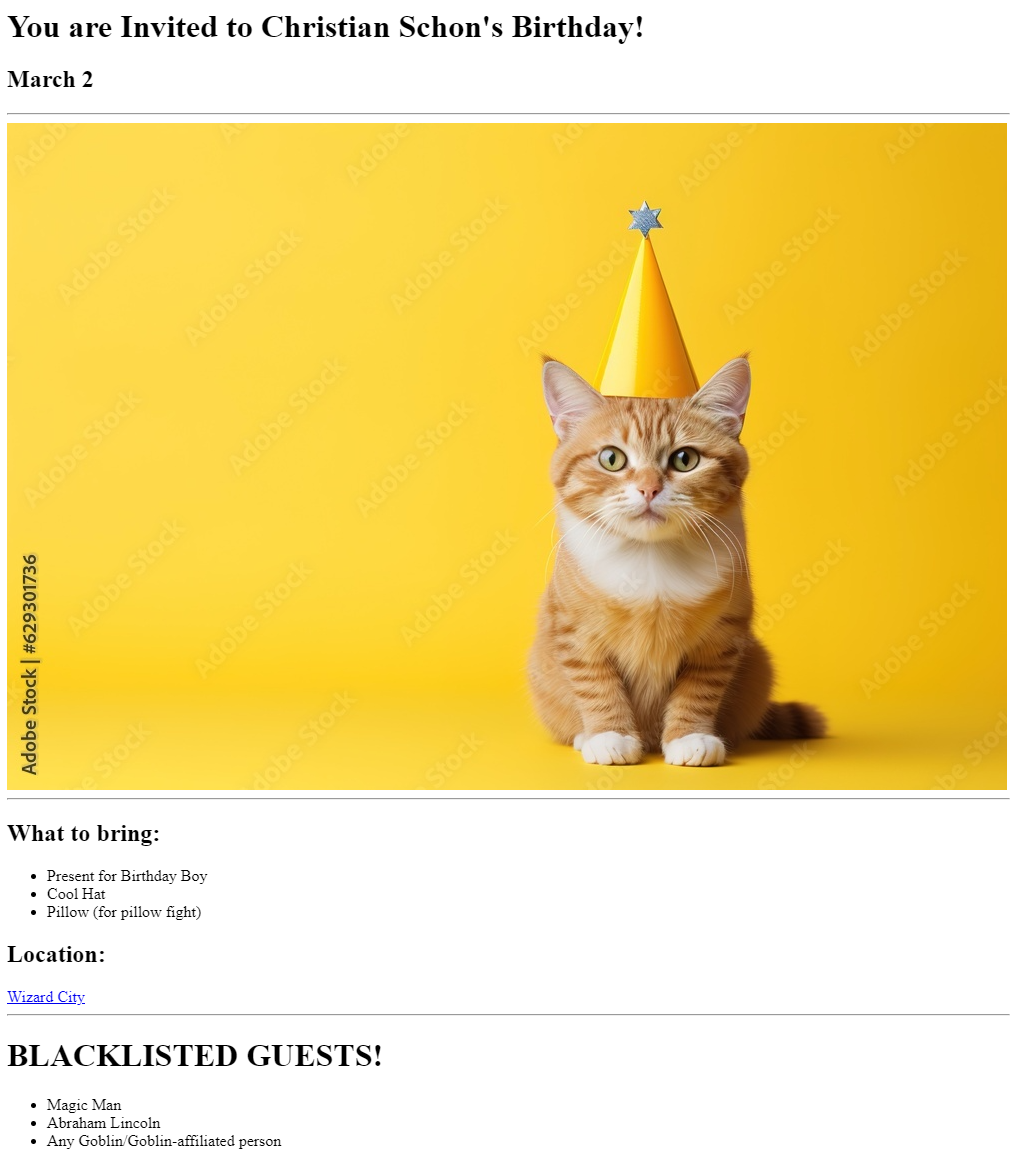 You are Invited to Christian Schon's Birthday!
March 2
Adobe Stock | #629301736
What to bring:
Present for Birthday Boy
Cool Hat
Pillow (for pillow fight)
Location:
Wizard City
BLACKLISTED GUESTS!
Magic Man
Abraham Lincoln
Any Goblin/Goblin-affiliated person